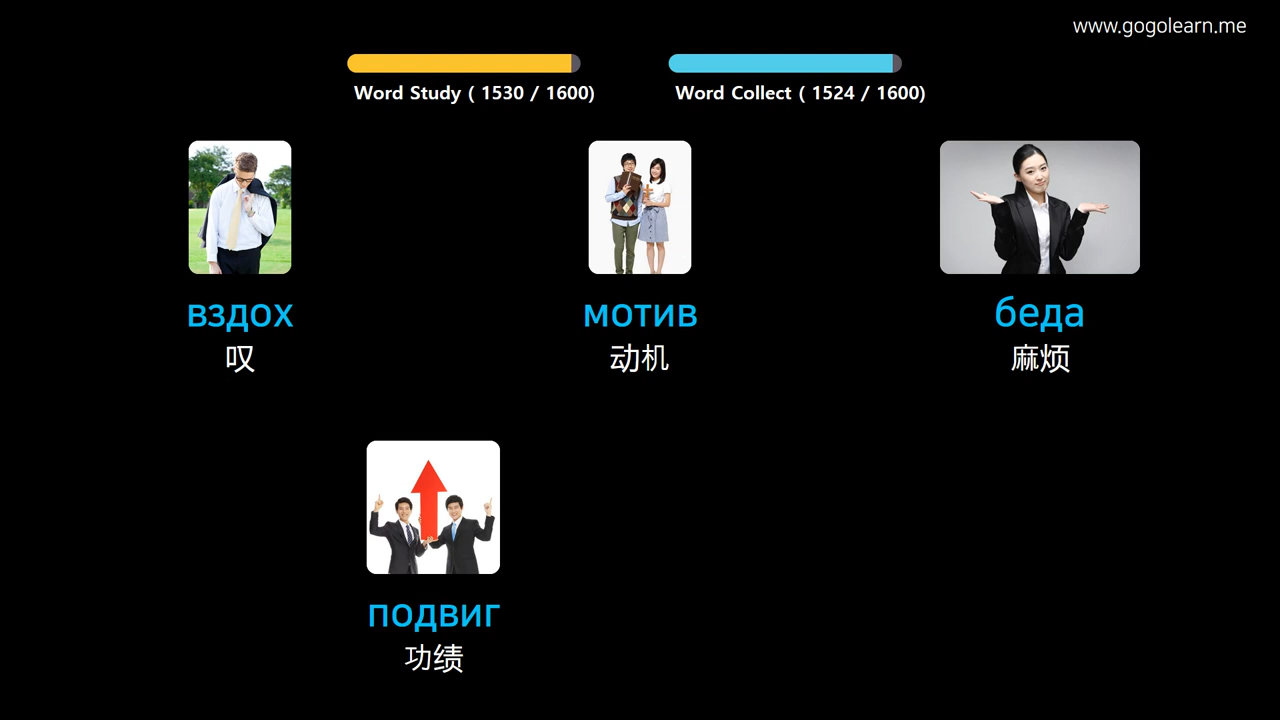 www.gogolearn.me
Word Study ( 1530 / 1600)
Word Collect ( 1524 / 1600)
вздох
叹
мотив
动机
беда
麻烦
подвиг
功绩